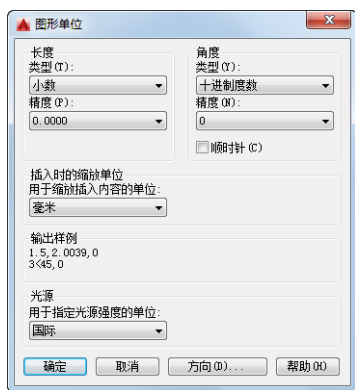 图形单位
长度
类型(T):
小数
精度(P):
0.0000
角度
类型(Y):
十进制度数
精度(N):
0
顺时针(C)
插入时的缩放单位
用于缩放插入内容的单位:
毫米
输出样例
1.5,2.0039,0
3<45,0
光源
用于指定光源强度的单位:
国际
确定 取消 方向(D)... 帮助(H)